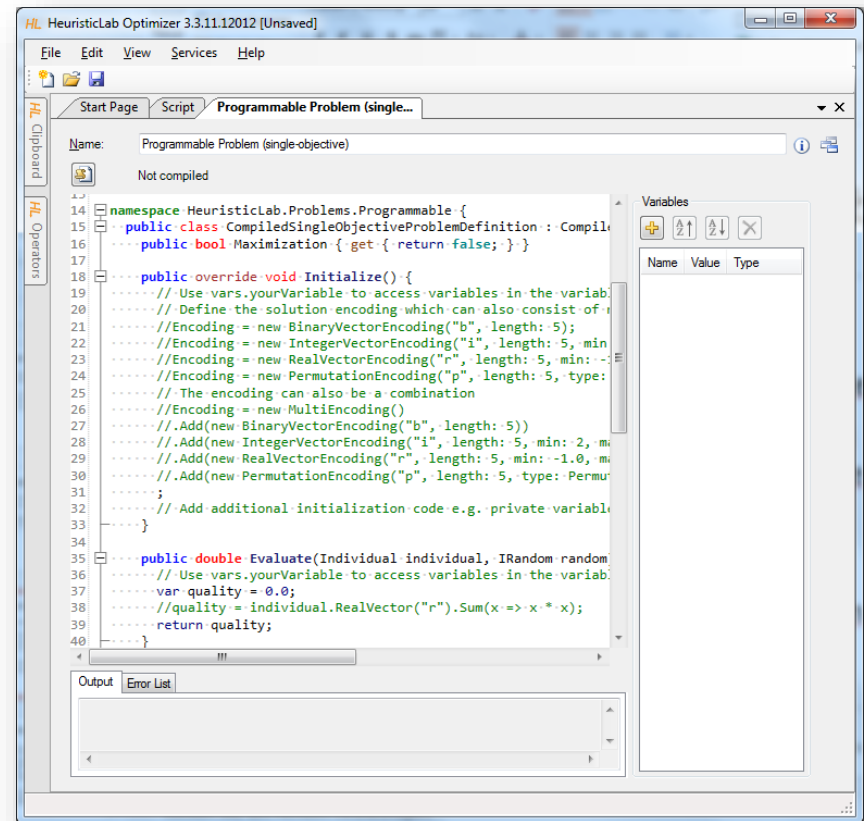 HL HeuristicLab Optimizer 3.3.11.12012 [Unsaved]
File Edit View Services Help
Start Page Script Programmable Problem (single...
HL Clipboard
HL Operators
Name: Programmable Problem (single-objective)
Not compiled
14 namespace HeuristicLab.Problems.Programmable {
15 public class CompiledSingleObjectiveProblemDefinition : Compile
16 public bool Maximization { get { return false; } }
17
18 public override void Initialize() {
19 // Use vars.yourVariable to access variables in the variab
20 // Define the solution encoding which can also consist of
21 //Encoding = new BinaryVectorEncoding("b", length: 5);
22 //Encoding = new IntegerVectorEncoding("i", length: 5, min
23 //Encoding = new RealVectorEncoding("r", length: 5, min: -
24 //Encoding = new PermutationEncoding("p", length: 5, type:
25 // The encoding can also be a combination
26 //Encoding = new MultiEncoding()
27 //.Add(new BinaryVectorEncoding("b", length: 5))
28 //.Add(new IntegerVectorEncoding("i", length: 5, min: 2, ma
29 //.Add(new RealVectorEncoding("r", length: 5, min: -1.0, ma
30 //.Add(new PermutationEncoding("p", length: 5, type: Permu
31 ;
32 // Add additional initialization code e.g. private variabl
33 }
34
35 public double Evaluate(Individual individual, IRandom random
36 // Use vars.yourVariable to access variables in the variab
37 var quality = 0.0;
38 //quality = individual.RealVector("r").Sum(x => x * x);
39 return quality;
40 }
Variables
Name Value Type
Output Error List